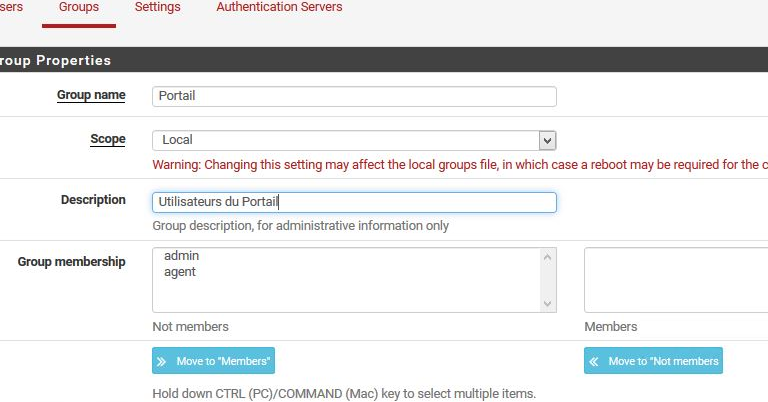 sers Groups Settings Authentication Servers
roup Properties
Group name Portail
Scope Local
Warning: Changing this setting may affect the local groups file, in which case a reboot may be required for the c
Description Utilisateurs du Portail
Group description, for administrative information only
Group membership admin
agent
Not members Members
Move to "Members" Move to "Not members
Hold down CTRL (PC)/COMMAND (Mac) key to select multiple items.